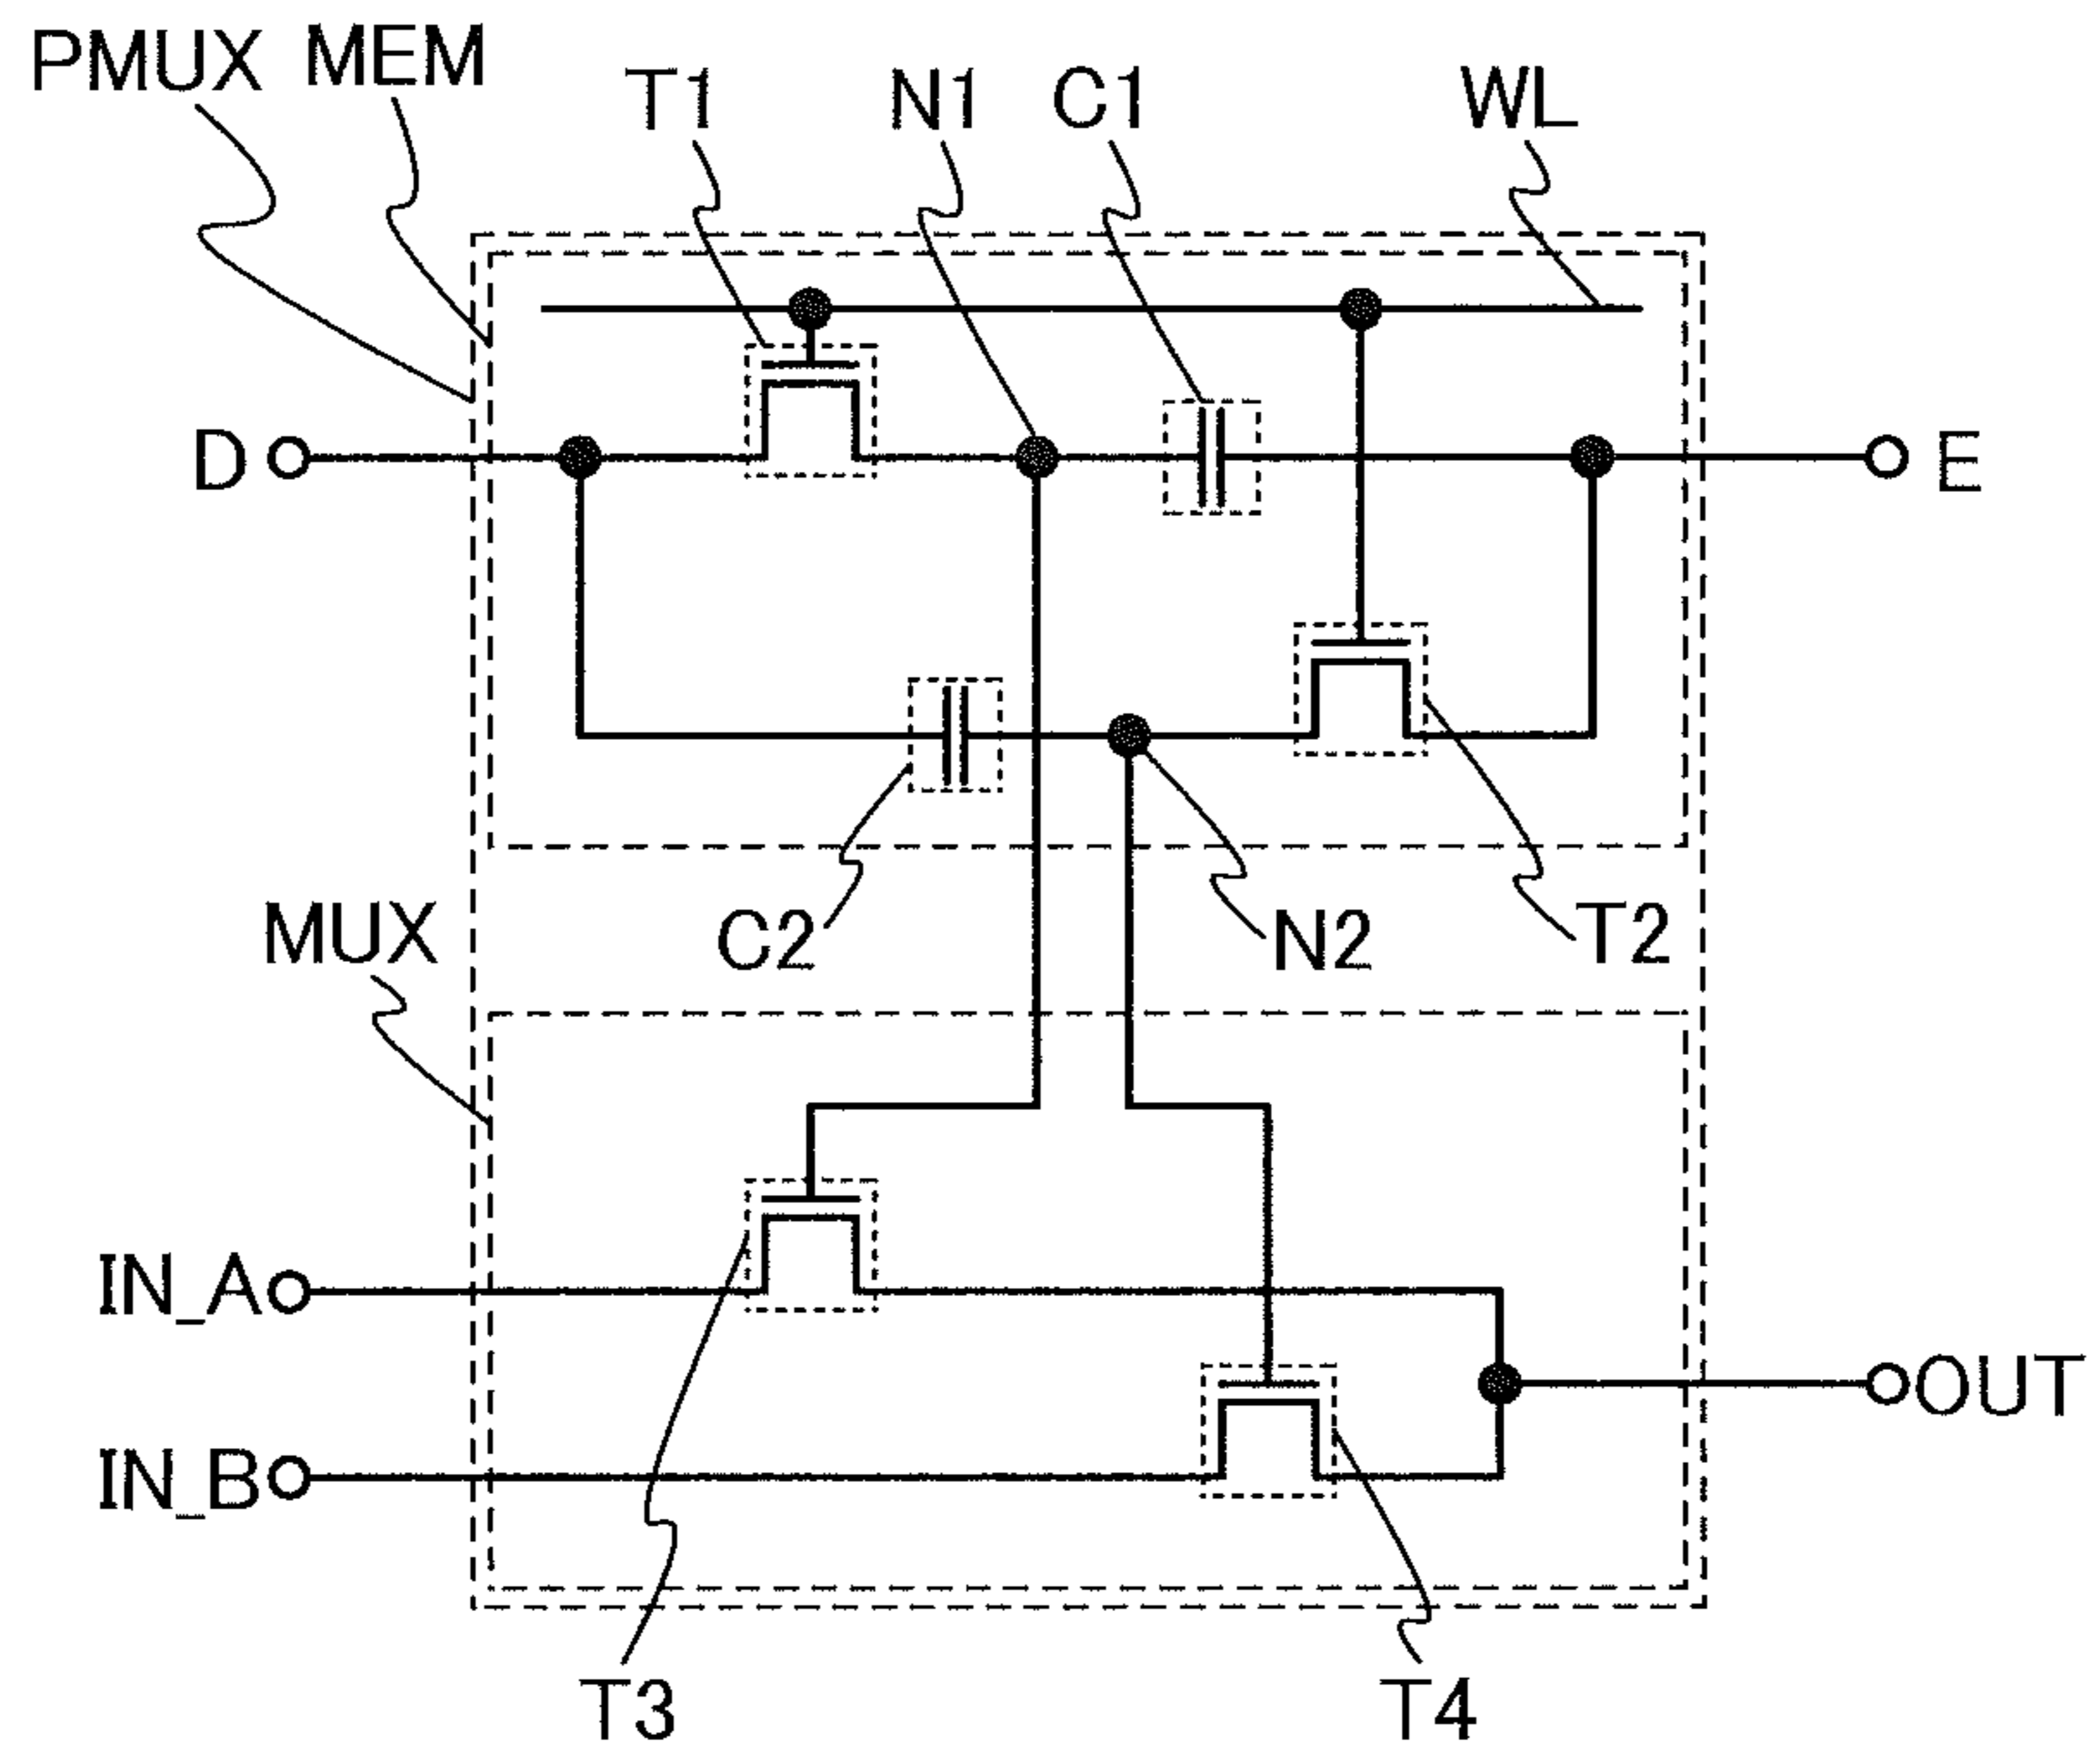 PMUX
MEM
T1
N1
C1
WL
D
E
C2
N2
T2
MUX
IN_A
IN_B
OUT
T3
T4